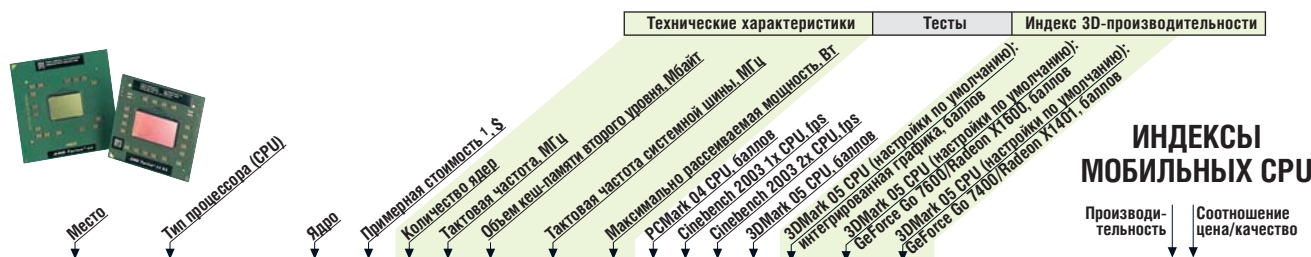 Технические характеристики
Тесты
Индекс 3D-производительности
Место
Тип процессора (CPU)
Ядро
Примерная стоимость ¹, $
Количество ядер
Тактовая частота, МГц
Объем кеш-памяти второго уровня, Мбайт
Тактовая частота системной шины, МГц
Максимально рассеиваемая мощность, Вт
PCMark 04 CPU, баллов
Cinebench 2003 1x CPU, fps
Cinebench 2003 2x CPU, fps
3DMark 05 CPU, баллов
3DMark 05 CPU (настройки по умолчанию):
интегрированная графика, баллов
3DMark 05 CPU (настройки по умолчанию):
GeForce Go 7600/Radeon X1600, баллов
3DMark 05 CPU (настройки по умолчанию):
GeForce Go 7400/Radeon X1401, баллов
ИНДЕКСЫ
МОБИЛЬНЫХ CPU
Производи-
тельность
Соотношение
цена/качество